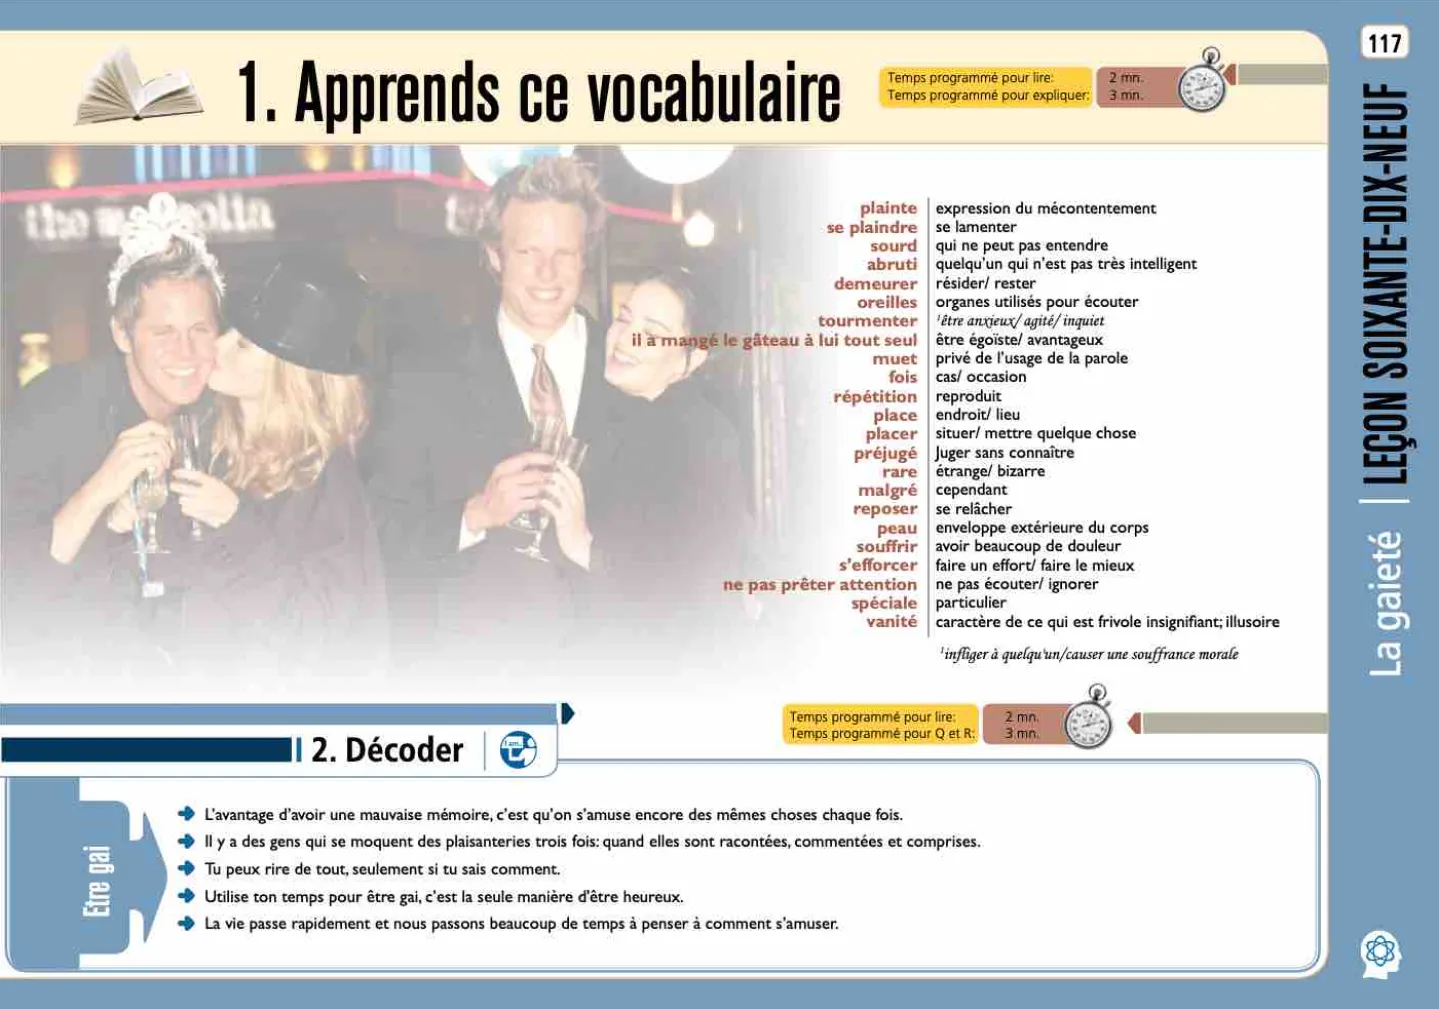 117
LEÇON SOIXANTE-DIX-NEUF
La gaieté
1. Apprends ce vocabulaire
Temps programmé pour lire: 2 mn.
Temps programmé pour expliquer: 3 mn.
the magnolia
plainte expression du mécontentement
se plaindre se lamenter
sourd qui ne peut pas entendre
abruti quelqu'un qui n'est pas très intelligent
demeurer résider/ rester
oreilles organes utilisés pour écouter
tourmenter ¹être anxieux/ agité/ inquiet
il a mangé le gâteau à lui tout seul être égoïste/ avantageux
muet privé de l'usage de la parole
fois cas/ occasion
répétition reproduit
place endroit/ lieu
placer situer/ mettre quelque chose
préjugé Juger sans connaître
rare étrange/ bizarre
malgré cependant
reposer se relâcher
peau enveloppe extérieure du corps
souffrir avoir beaucoup de douleur
s'efforcer faire un effort/ faire le mieux
ne pas prêter attention ne pas écouter/ ignorer
spéciale particulier
vanité caractère de ce qui est frivole insignifiant; illusoire
¹infliger à quelqu'un/causer une souffrance morale
Temps programmé pour lire: 2 mn.
Temps programmé pour Q et R: 3 mn.
2. Décoder
I am...
Etre gai
L'avantage d'avoir une mauvaise mémoire, c'est qu'on s'amuse encore des mêmes choses chaque fois.
Il y a des gens qui se moquent des plaisanteries trois fois: quand elles sont racontées, commentées et comprises.
Tu peux rire de tout, seulement si tu sais comment.
Utilise ton temps pour être gai, c'est la seule manière d'être heureux.
La vie passe rapidement et nous passons beaucoup de temps à penser à comment s'amuser.